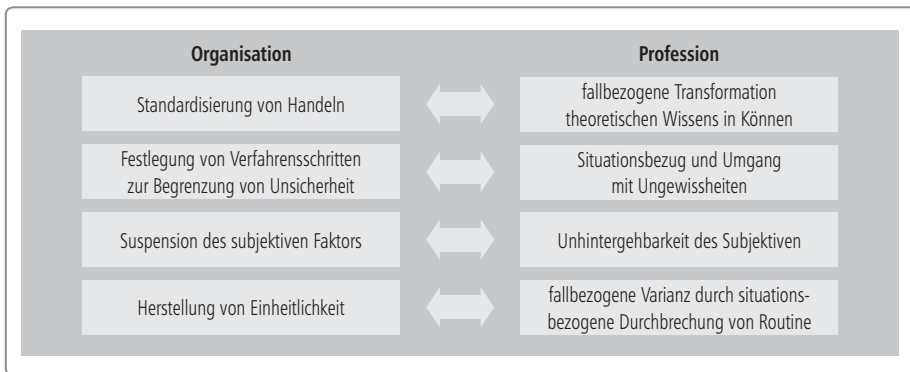 Organisation
Profession
Standardisierung von Handeln
fallbezogene Transformation
theoretischen Wissens in Können
Festlegung von Verfahrensschritten
zur Begrenzung von Unsicherheit
Situationsbezug und Umgang
mit Ungewissheiten
Suspension des subjektiven Faktors
Unhintergehbarkeit des Subjektiven
Herstellung von Einheitlichkeit
fallbezogene Varianz durch situations-
bezogene Durchbrechung von Routine